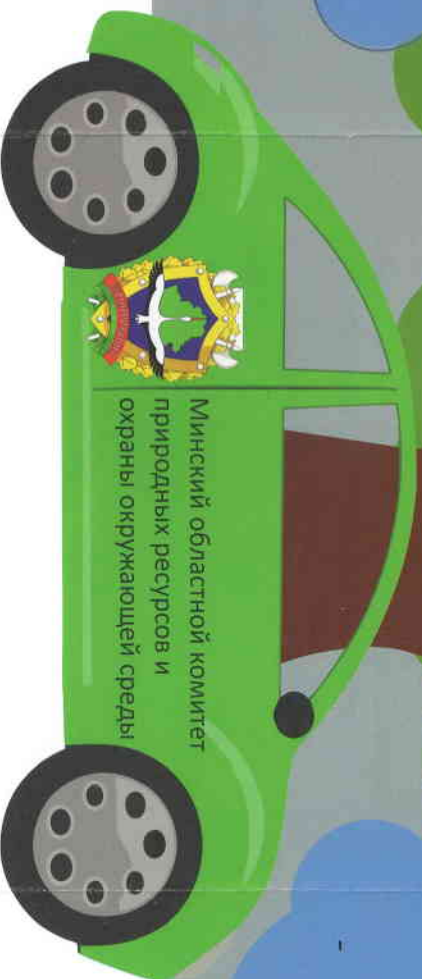 Минский областной комитет
природных ресурсов и
охраны окружающей среды